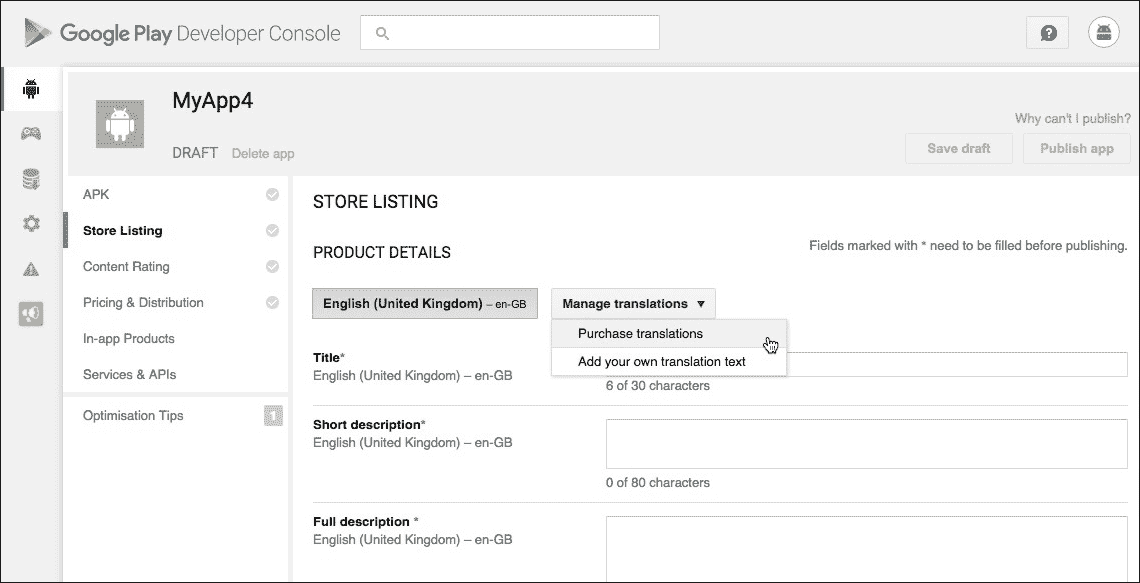 Google Play Developer Console
MyApp4
DRAFT Delete app
Why can't I publish?
Save draft Publish app
APK
Store Listing
Content Rating
Pricing & Distribution
In-app Products
Services & APIs
Optimisation Tips 1
STORE LISTING
PRODUCT DETAILS
Fields marked with * need to be filled before publishing.
English (United Kingdom) – en-GB
Manage translations
Purchase translations
Add your own translation text
Title*
English (United Kingdom) – en-GB
6 of 30 characters
Short description*
English (United Kingdom) – en-GB
0 of 80 characters
Full description *
English (United Kingdom) – en-GB